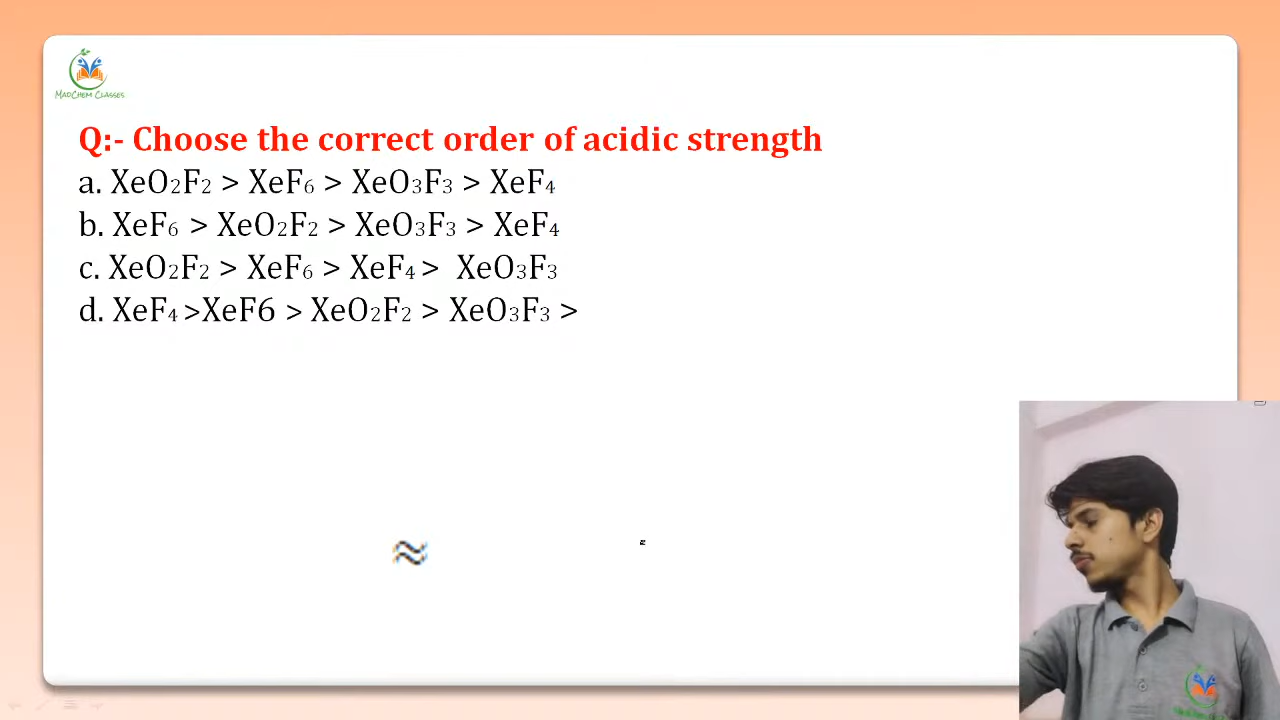 MADCHEM CLASSES
Q:- Choose the correct order of acidic strength
a. XeO₂F₂ > XeF₆ > XeO₃F₃ > XeF₄
b. XeF₆ > XeO₂F₂ > XeO₃F₃ > XeF₄
c. XeO₂F₂ > XeF₆ > XeF₄ > XeO₃F₃
d. XeF₄ >XeF6 > XeO₂F₂ > XeO₃F₃ >
≈